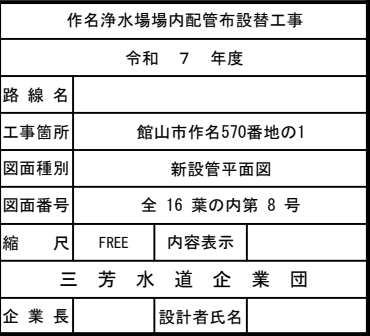 作名浄水場場内配管布設替工事
令和 7 年度
路線名
工事箇所 館山市作名570番地の1
図面種別 新設管平面図
図面番号 全 16 葉の内第 8 号
縮尺 FREE 内容表示
三芳水道企業団
企業長 設計者氏名